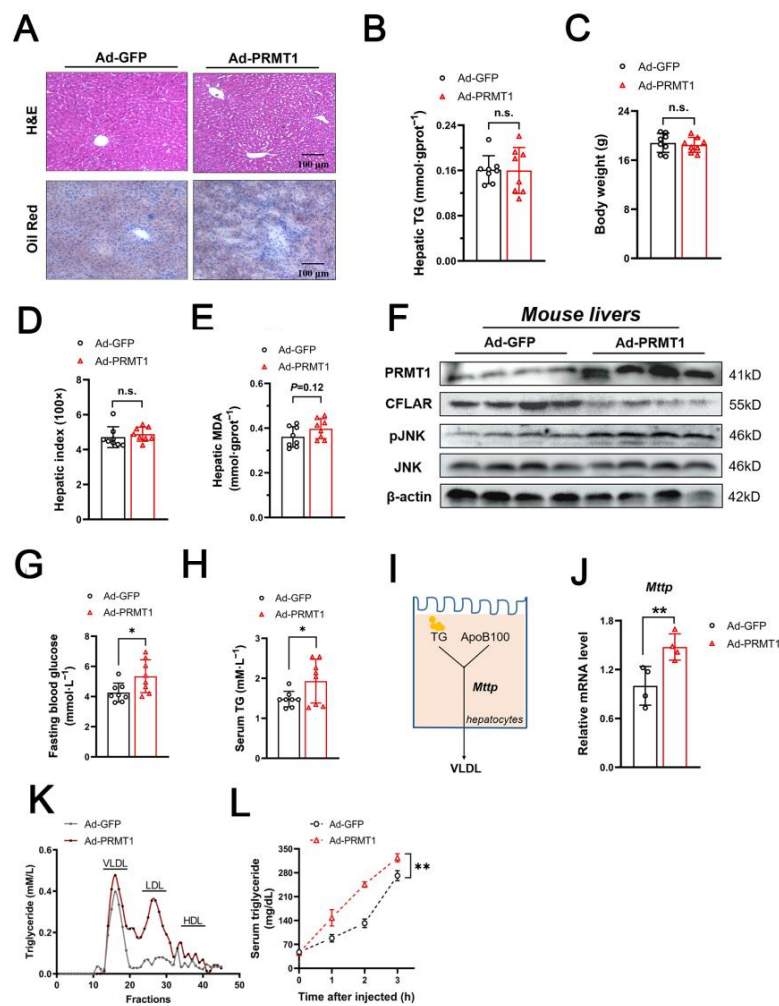 A
Ad-GFP
Ad-PRMT1
H&E
100 μm
Oil Red
100 μm
B
Ad-GFP
Ad-PRMT1
n.s.
Hepatic TG (mmol·gprot⁻¹)
0.24
0.16
0.08
0.00
C
Ad-GFP
Ad-PRMT1
n.s.
Body weight (g)
24
16
8
0
D
Ad-GFP
Ad-PRMT1
n.s.
Hepatic index (100×)
8
6
4
2
0
E
Ad-GFP
Ad-PRMT1
P=0.12
Hepatic MDA
(mmol·gprot⁻¹)
0.6
0.4
0.2
0.0
F
Mouse livers
Ad-GFP
Ad-PRMT1
PRMT1
41kD
CFLAR
55kD
pJNK
46kD
JNK
46kD
β-actin
42kD
G
Ad-GFP
Ad-PRMT1
*
Fasting blood glucose
(mmol·L⁻¹)
10
8
6
4
2
0
H
Ad-GFP
Ad-PRMT1
*
Serum TG (mM·L⁻¹)
4
3
2
1
0
I
TG
ApoB100
Mttp
hepatocytes
VLDL
J
Mttp
**
Ad-GFP
Ad-PRMT1
Relative mRNA level
1.8
1.2
0.6
0.0
K
Ad-GFP
Ad-PRMT1
VLDL
LDL
HDL
Triglyceride (mM/L)
0.6
0.4
0.2
0.0
0
10
20
30
40
50
Fractions
L
Ad-GFP
Ad-PRMT1
**
Serum triglyceride
(mg/dL)
350
280
210
140
70
0
0
1
2
3
Time after injected (h)